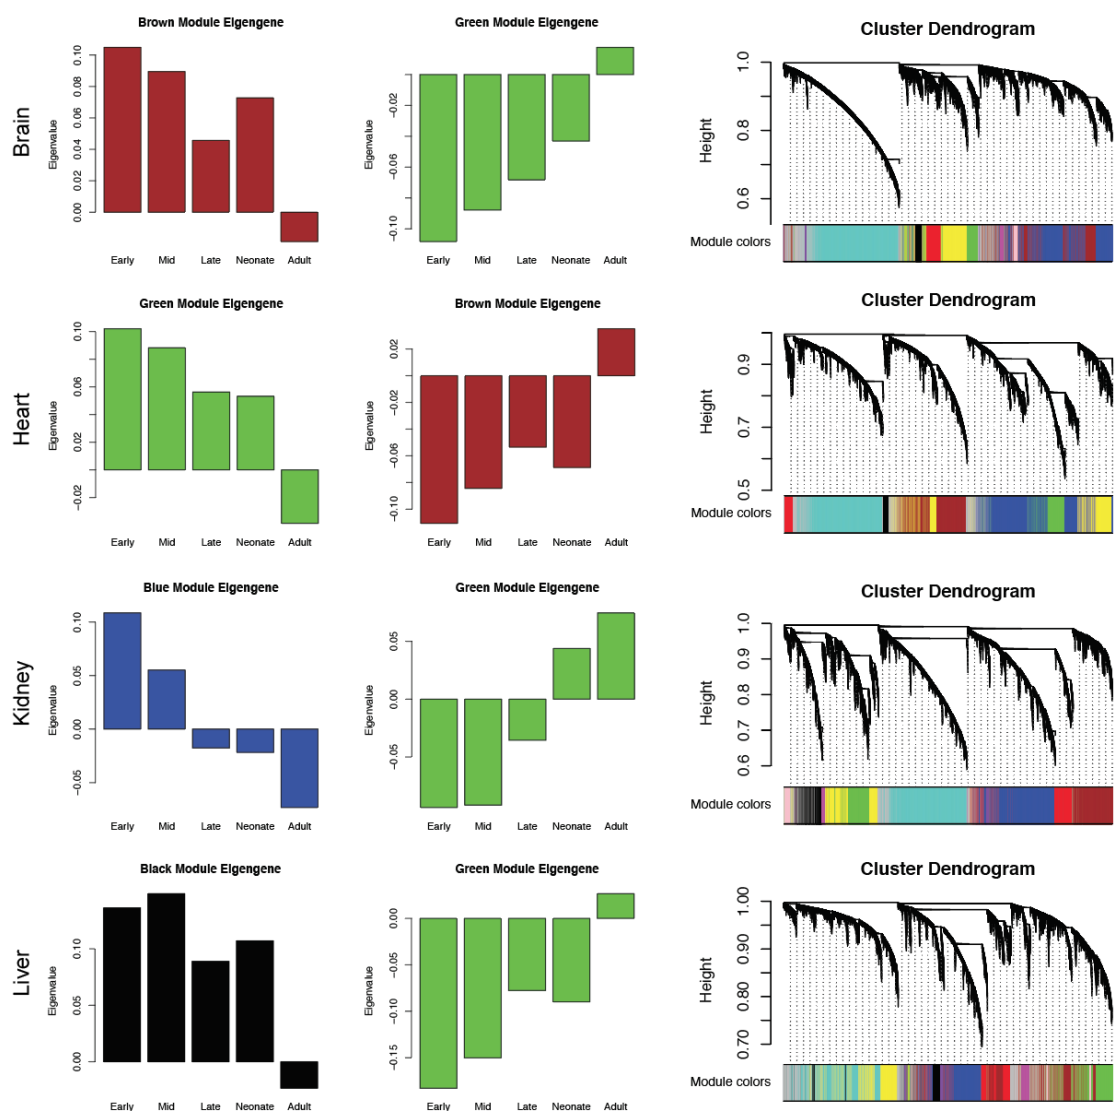 Brain
Brown Module Eigengene
Eigenvalue
0.10
0.08
0.06
0.04
0.02
0.00
Early Mid Late Neonate Adult
Green Module Eigengene
Eigenvalue
−0.02
−0.06
−0.10
Early Mid Late Neonate Adult
Cluster Dendrogram
Height
1.0
0.8
0.6
Module colors
Heart
Green Module Eigengene
Eigenvalue
0.10
0.06
0.02
−0.02
Early Mid Late Neonate Adult
Brown Module Eigengene
Eigenvalue
0.02
−0.02
−0.06
−0.10
Early Mid Late Neonate Adult
Cluster Dendrogram
Height
0.9
0.7
0.5
Module colors
Kidney
Blue Module Eigengene
Eigenvalue
0.10
0.05
0.00
−0.05
Early Mid Late Neonate Adult
Green Module Eigengene
Eigenvalue
0.05
0.00
−0.05
Early Mid Late Neonate Adult
Cluster Dendrogram
Height
1.0
0.9
0.8
0.7
0.6
Module colors
Liver
Black Module Eigengene
Eigenvalue
0.10
0.05
0.00
Early Mid Late Neonate Adult
Green Module Eigengene
Eigenvalue
0.00
−0.05
−0.10
−0.15
Early Mid Late Neonate Adult
Cluster Dendrogram
Height
1.00
0.90
0.80
0.70
Module colors